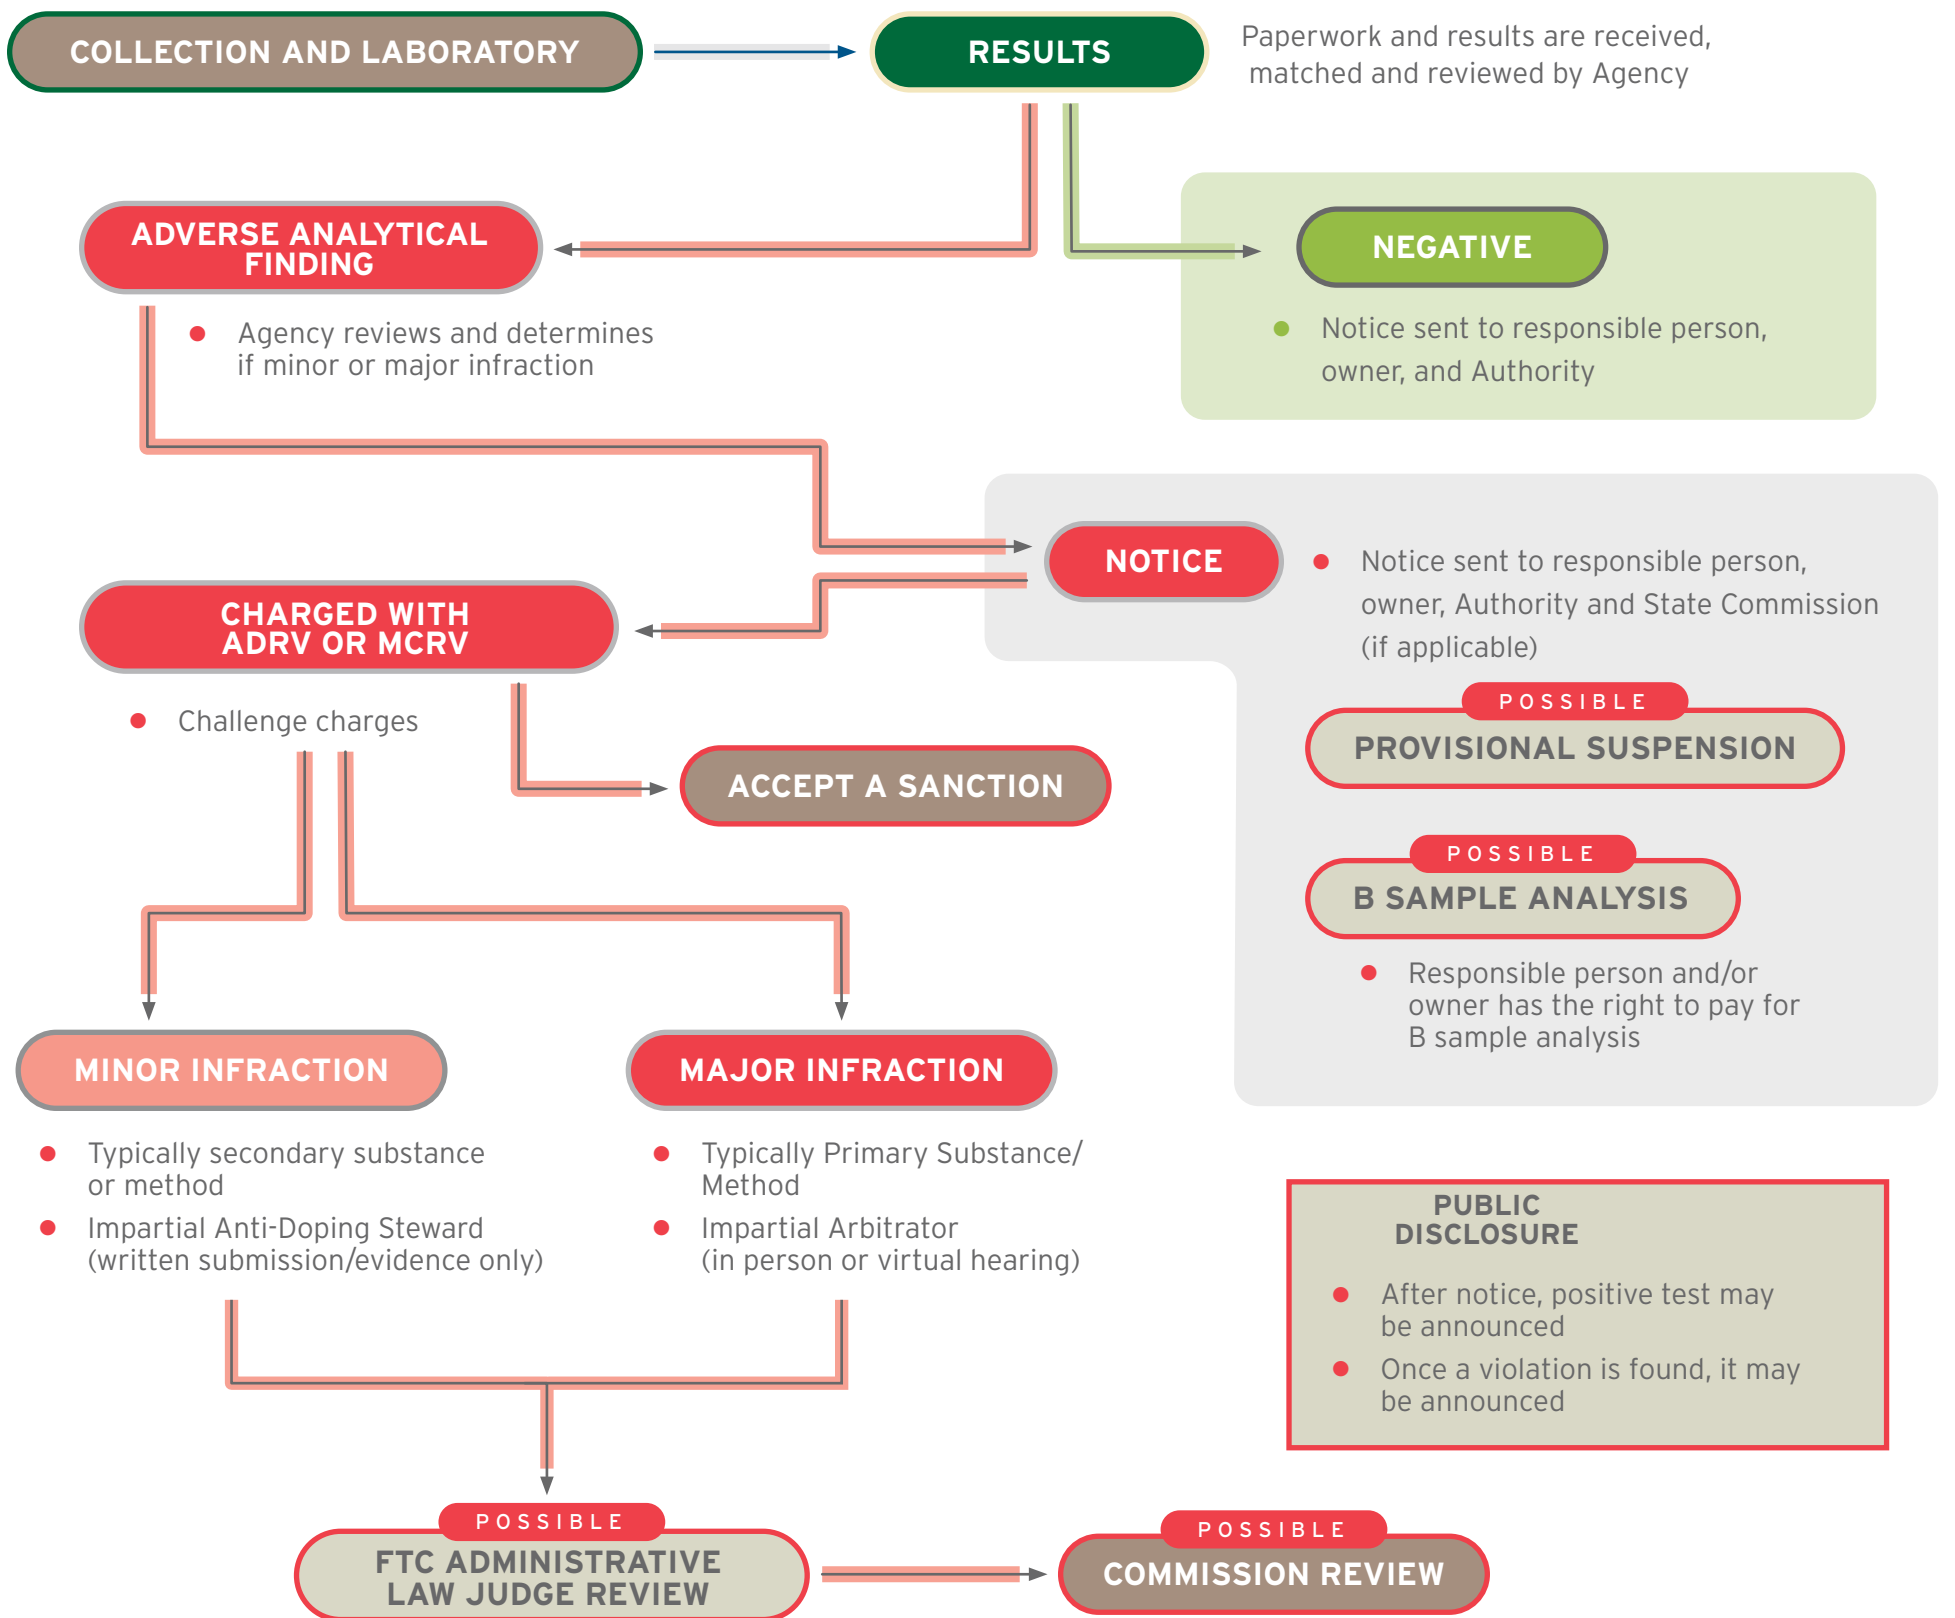 COLLECTION AND LABORATORY
RESULTS
Paperwork and results are received,
matched and reviewed by Agency
ADVERSE ANALYTICAL
FINDING
Agency reviews and determines
if minor or major infraction
NEGATIVE
Notice sent to responsible person,
owner, and Authority
NOTICE
Notice sent to responsible person,
owner, Authority and State Commission
(if applicable)
POSSIBLE
PROVISIONAL SUSPENSION
POSSIBLE
B SAMPLE ANALYSIS
Responsible person and/or
owner has the right to pay for
B sample analysis
CHARGED WITH
ADRV OR MCRV
Challenge charges
ACCEPT A SANCTION
MINOR INFRACTION
Typically secondary substance
or method
Impartial Anti-Doping Steward
(written submission/evidence only)
MAJOR INFRACTION
Typically Primary Substance/
Method
Impartial Arbitrator
(in person or virtual hearing)
PUBLIC
DISCLOSURE
After notice, positive test may
be announced
Once a violation is found, it may
be announced
POSSIBLE
FTC ADMINISTRATIVE
LAW JUDGE REVIEW
POSSIBLE
COMMISSION REVIEW